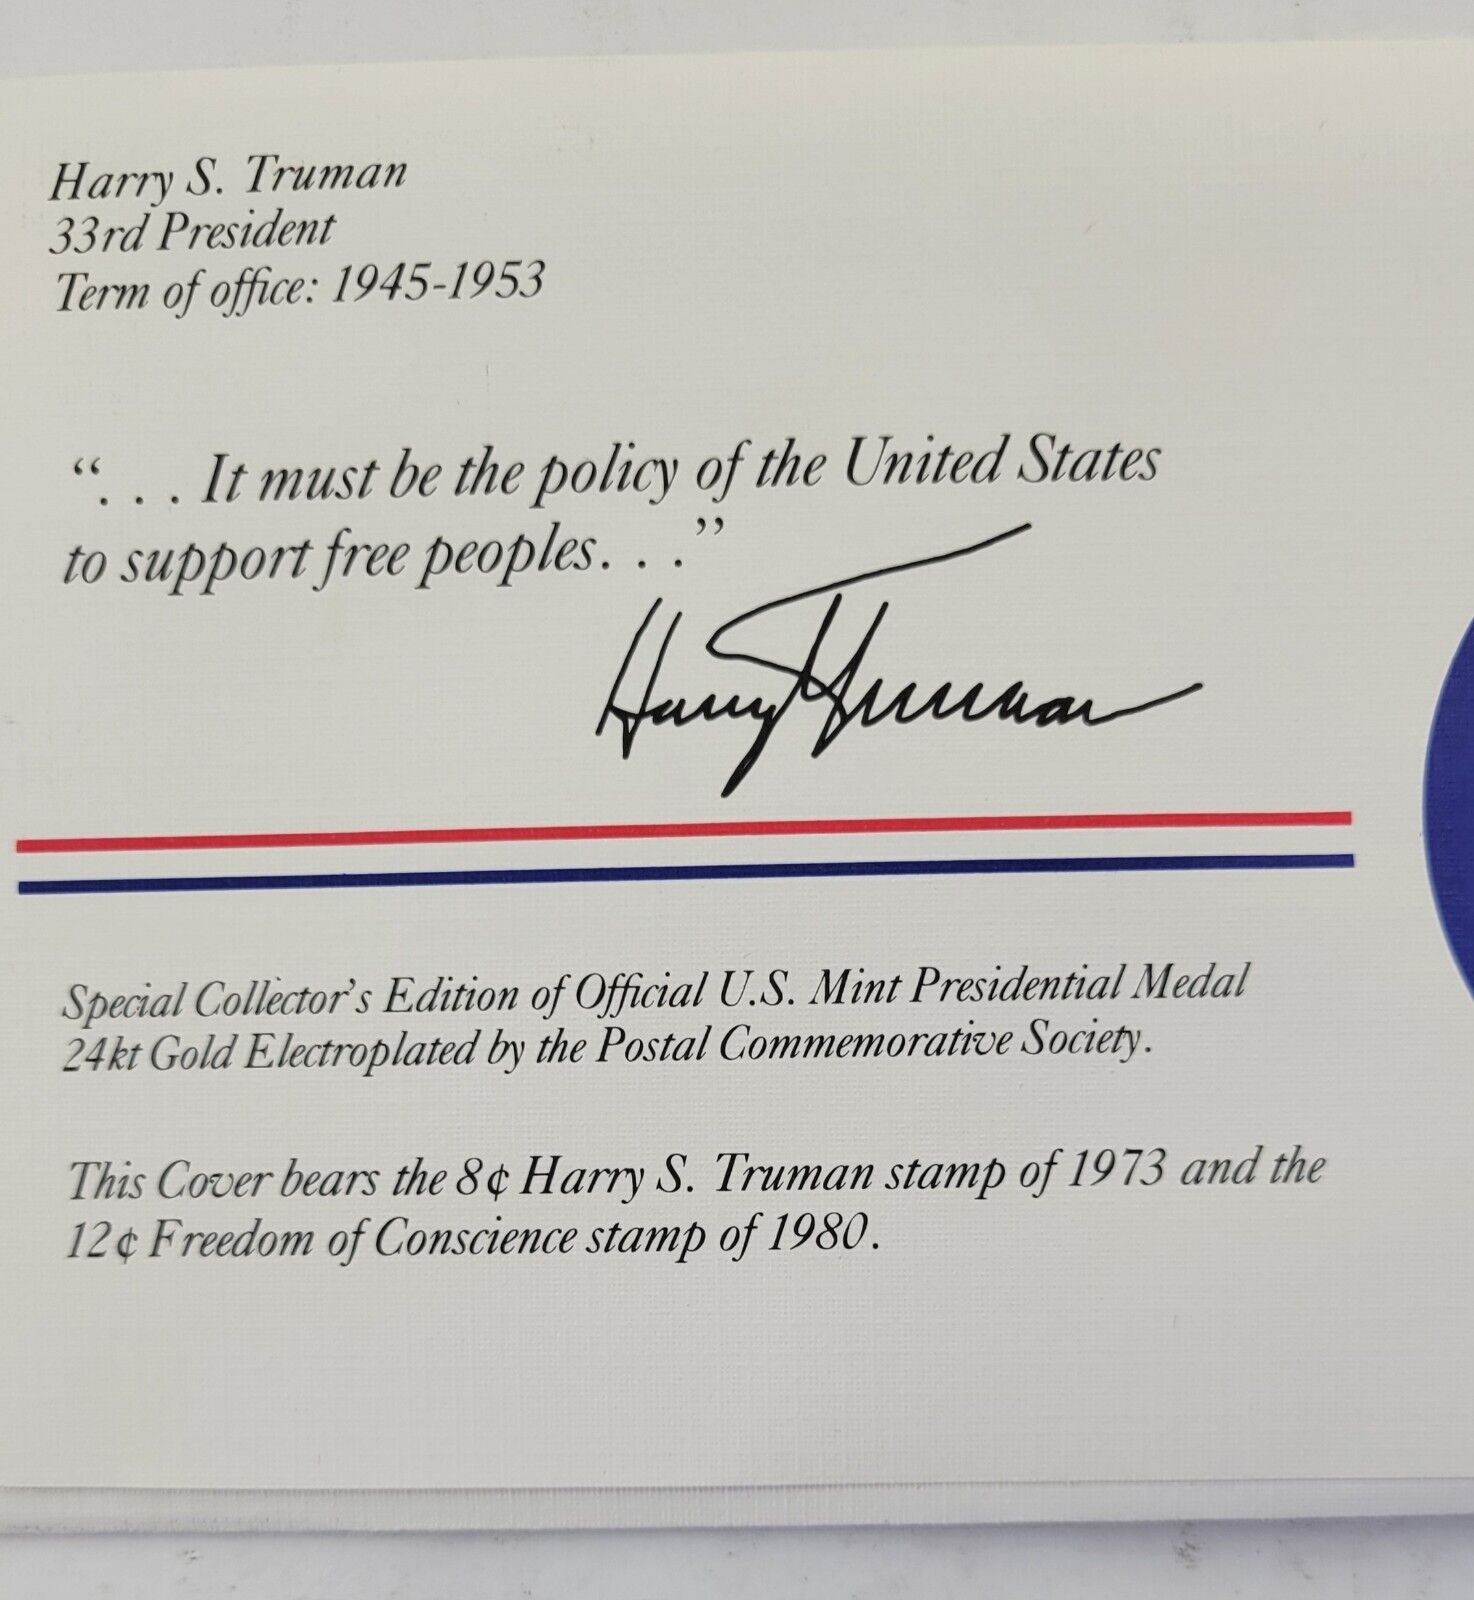 Harry S. Truman
33rd President
Term of office: 1945-1953
“. . . It must be the policy of the United States
to support free peoples. . .”
Harry S Truman
Special Collector's Edition of Official U.S. Mint Presidential Medal
24kt Gold Electroplated by the Postal Commemorative Society.
This Cover bears the 8¢ Harry S. Truman stamp of 1973 and the
12¢ Freedom of Conscience stamp of 1980.